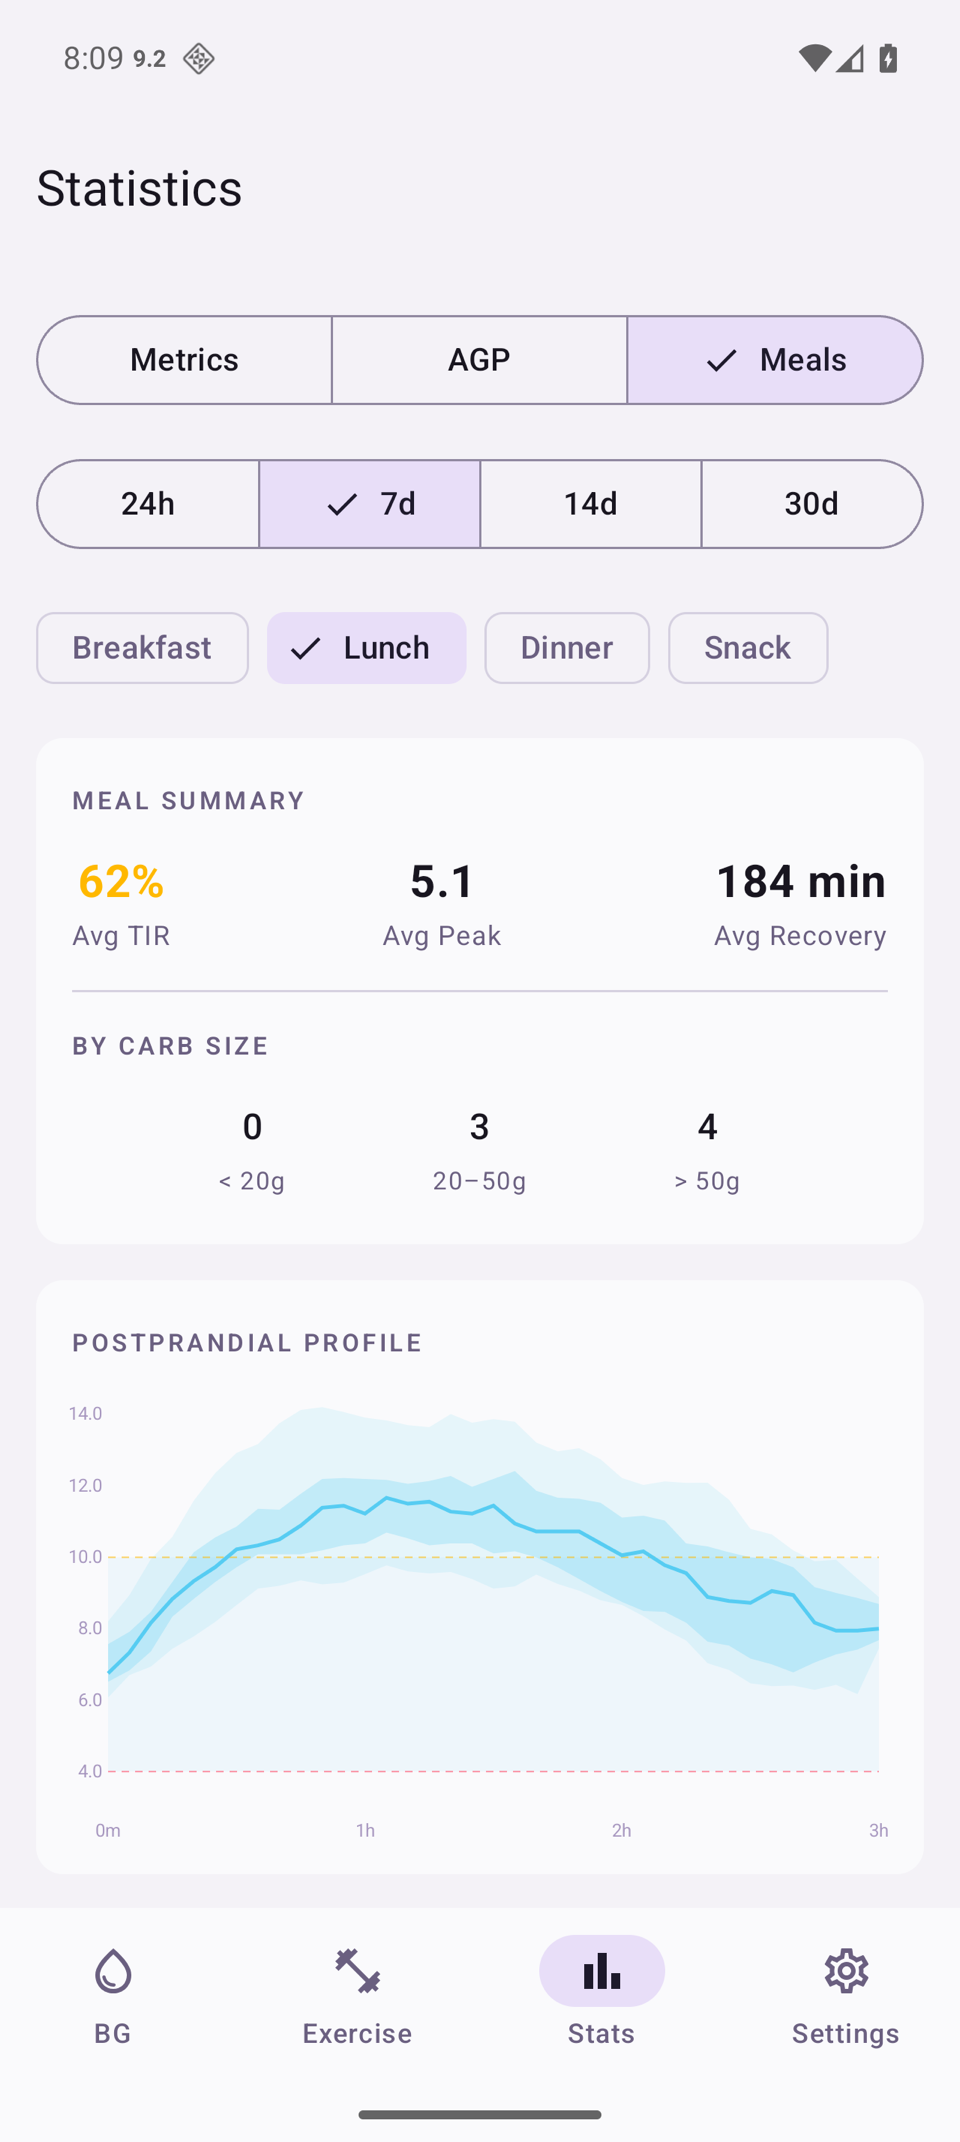 8:09 9.2
Statistics
Metrics AGP Meals
24h 7d 14d 30d
Breakfast Lunch Dinner Snack
MEAL SUMMARY
62% 5.1 184 min
Avg TIR Avg Peak Avg Recovery
BY CARB SIZE
0 3 4
< 20g 20–50g > 50g
POSTPRANDIAL PROFILE
14.0
12.0
10.0
8.0
6.0
4.0
0m 1h 2h 3h
BG Exercise Stats Settings